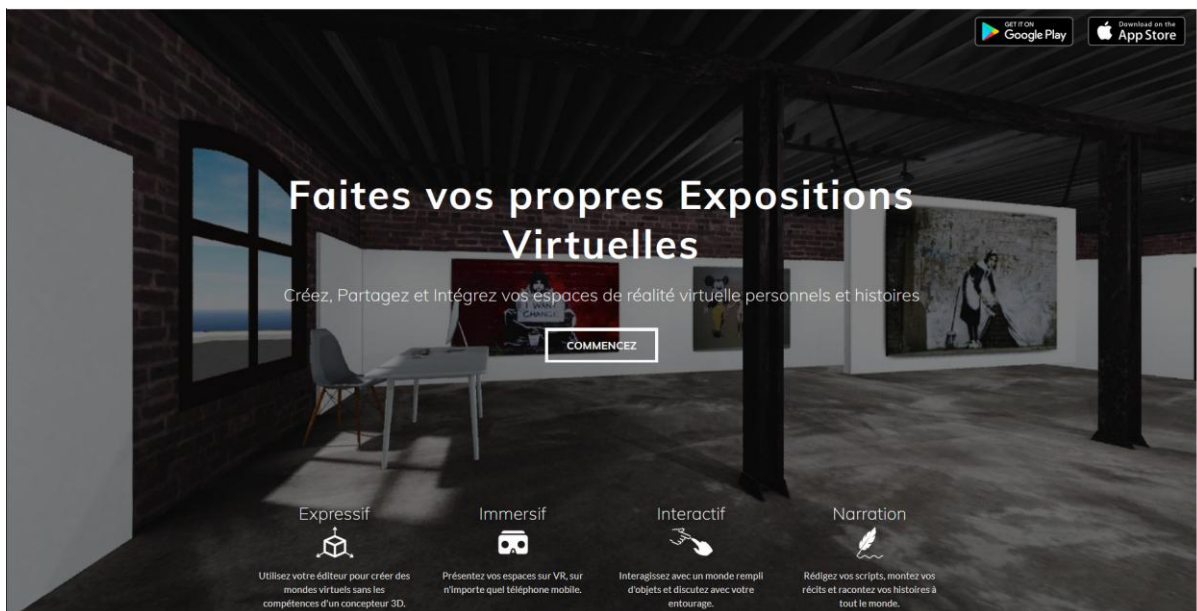 GET IT ON
Google Play
Download on the
App Store
Faites vos propres Expositions
Virtuelles
Créez, Partagez et Intégrez vos espaces de réalité virtuelle personnels et histoires
I WANT
CHANGE
COMMENCEZ
Expressif
Immersif
Interactif
Narration
Utilisez votre éditeur pour créer des
mondes virtuels sans les
compétences d'un concepteur 3D.
Présentez vos espaces sur VR, sur
n'importe quel téléphone mobile.
Interagissez avec un monde rempli
d'objets et discutez avec votre
entourage.
Rédigez vos scripts, montez vos
récits et racontez vos histoires à
tout le monde.